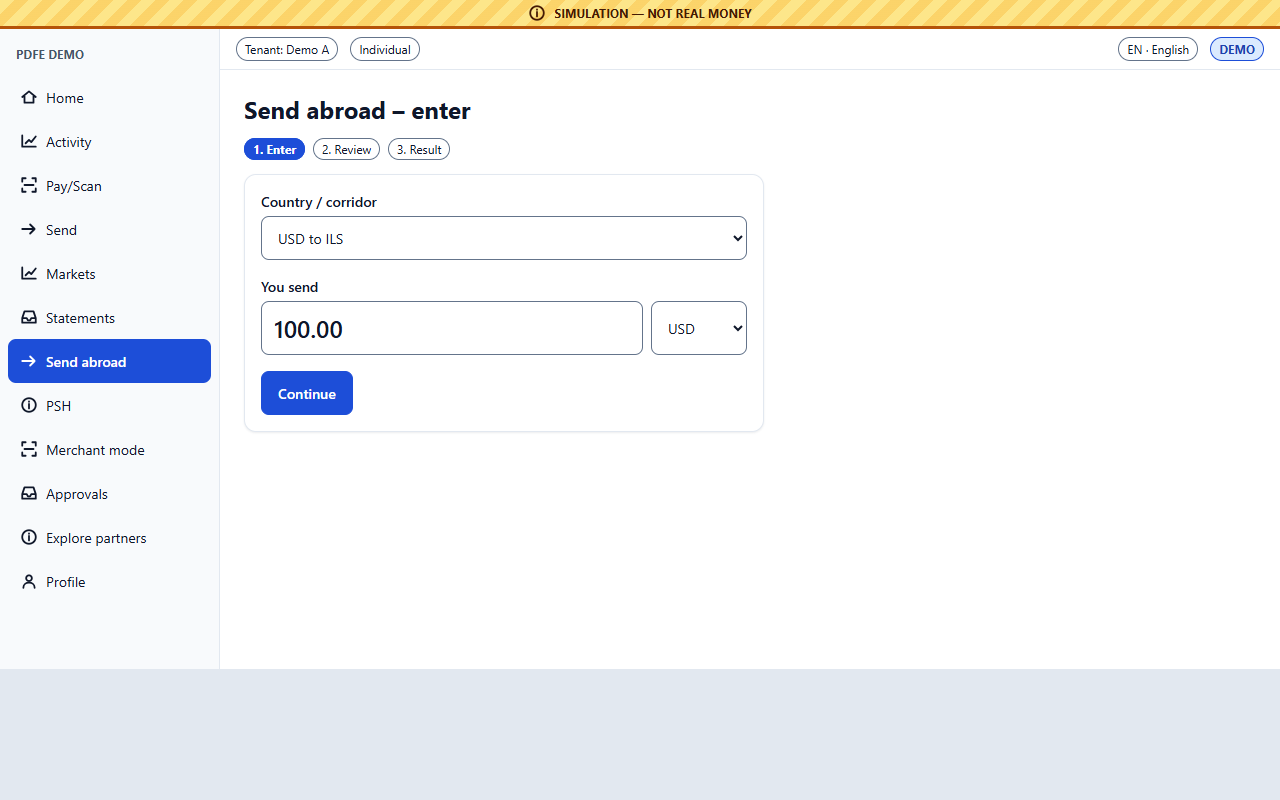 SIMULATION — NOT REAL MONEY
PDFE DEMO
Tenant: Demo A
Individual
EN · English
DEMO
Home
Activity
Pay/Scan
Send
Markets
Statements
Send abroad
PSH
Merchant mode
Approvals
Explore partners
Profile
Send abroad – enter
1. Enter
2. Review
3. Result
Country / corridor
USD to ILS
You send
100.00
USD
Continue